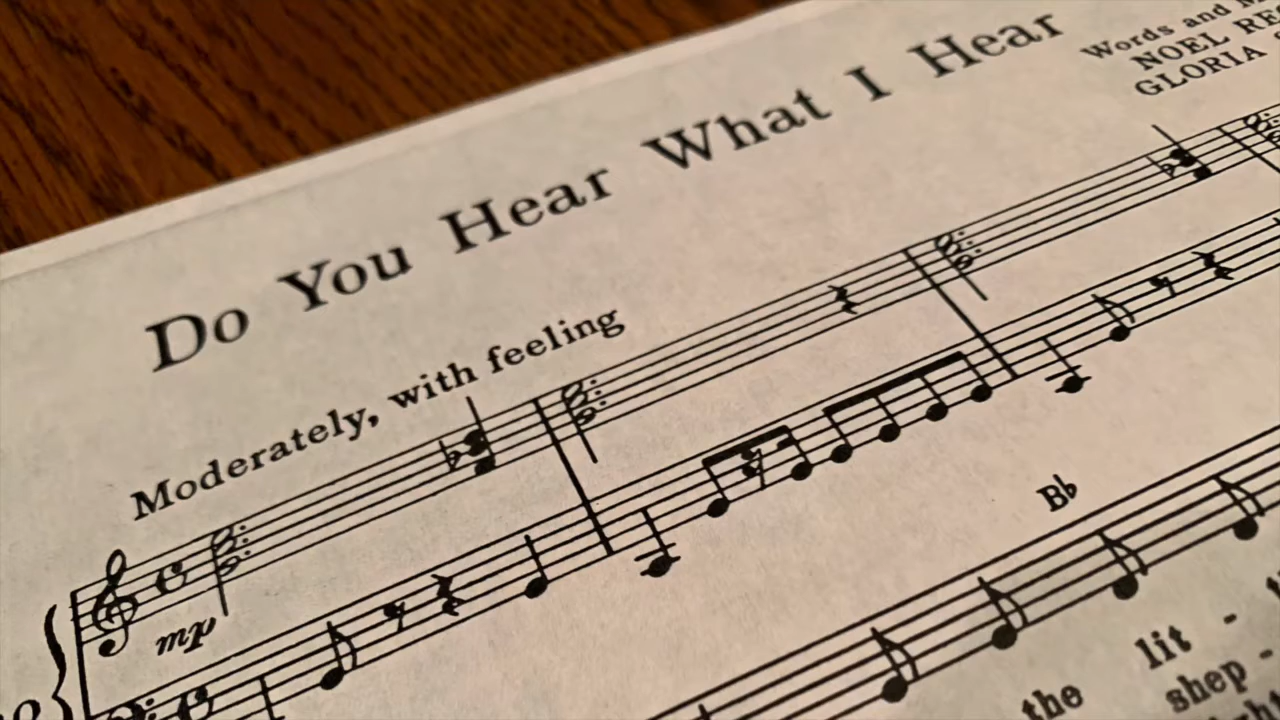 Do You Hear What I Hear
Words and
NOEL
GLORIA
Moderately, with feeling
mp
B♭
the lit -
shep -